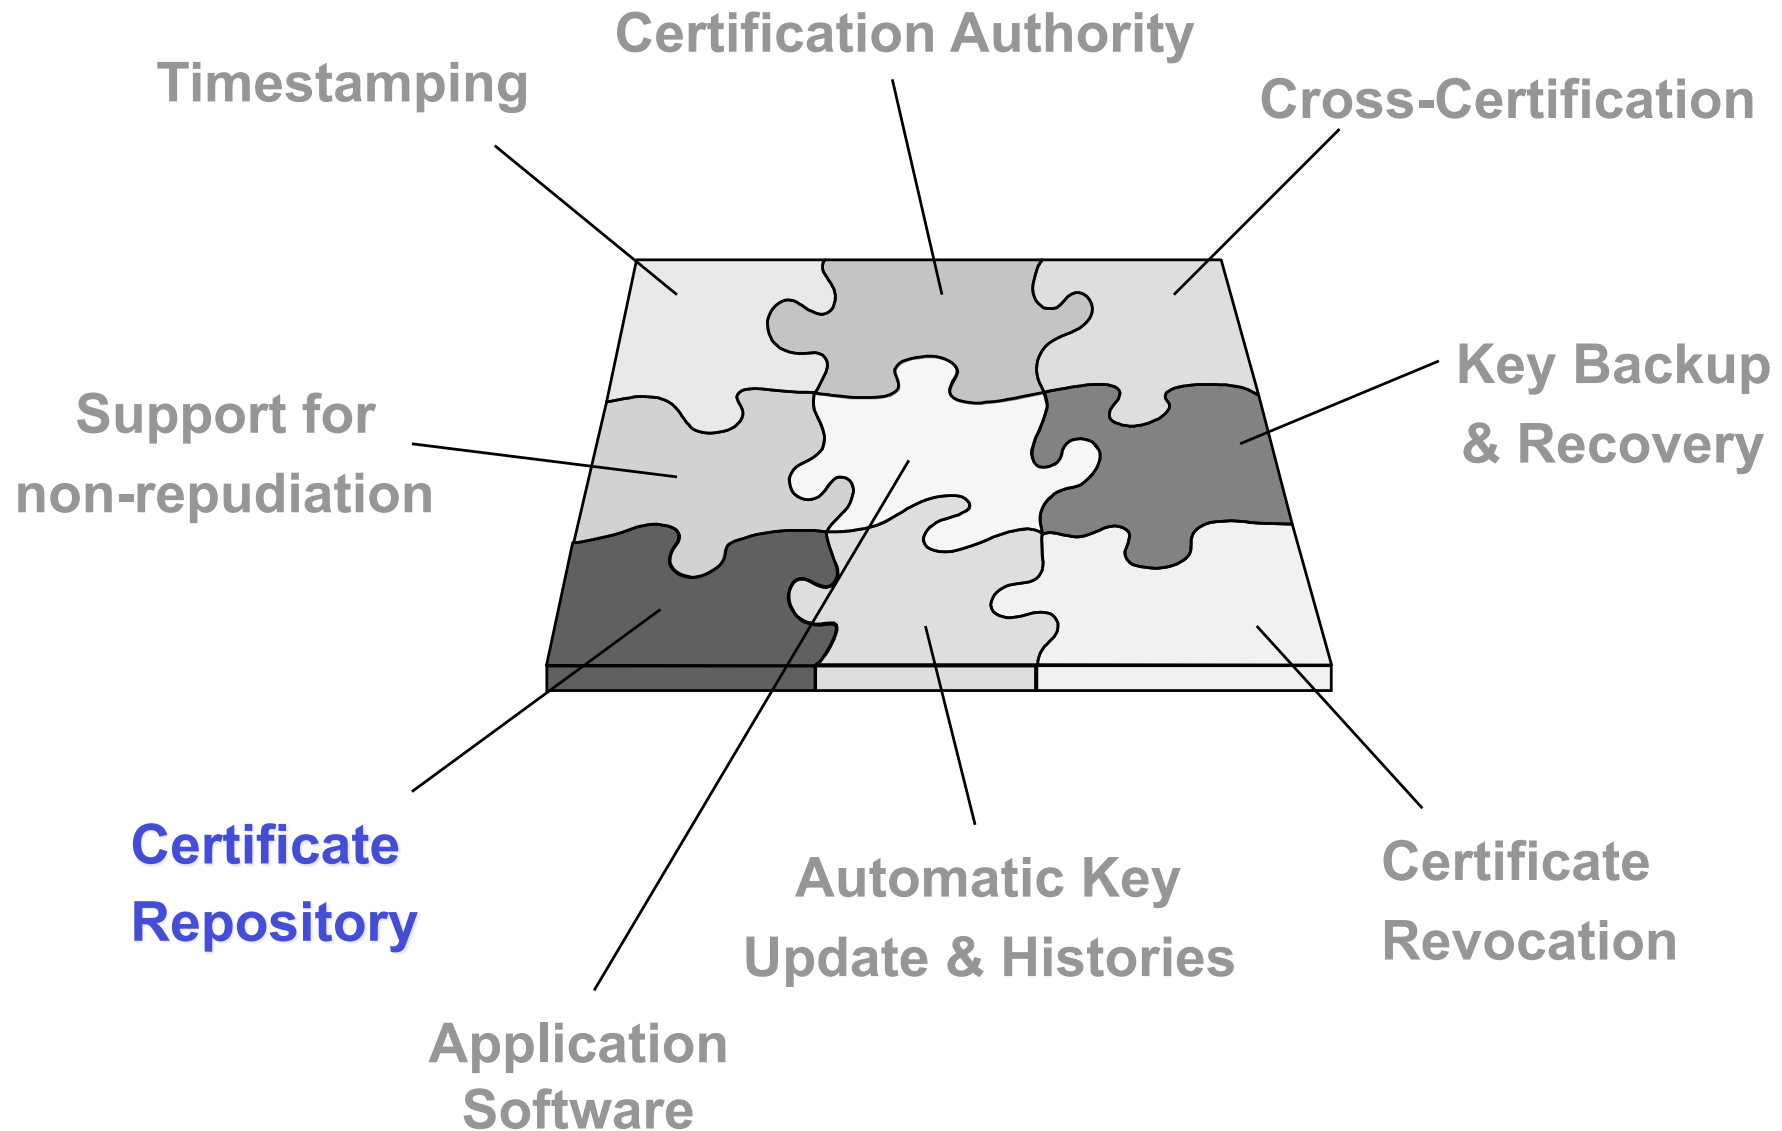 Certification Authority
Timestamping
Cross-Certification
Key Backup
& Recovery
Support for
non-repudiation
Certificate
Repository
Automatic Key
Update & Histories
Certificate
Revocation
Application
Software